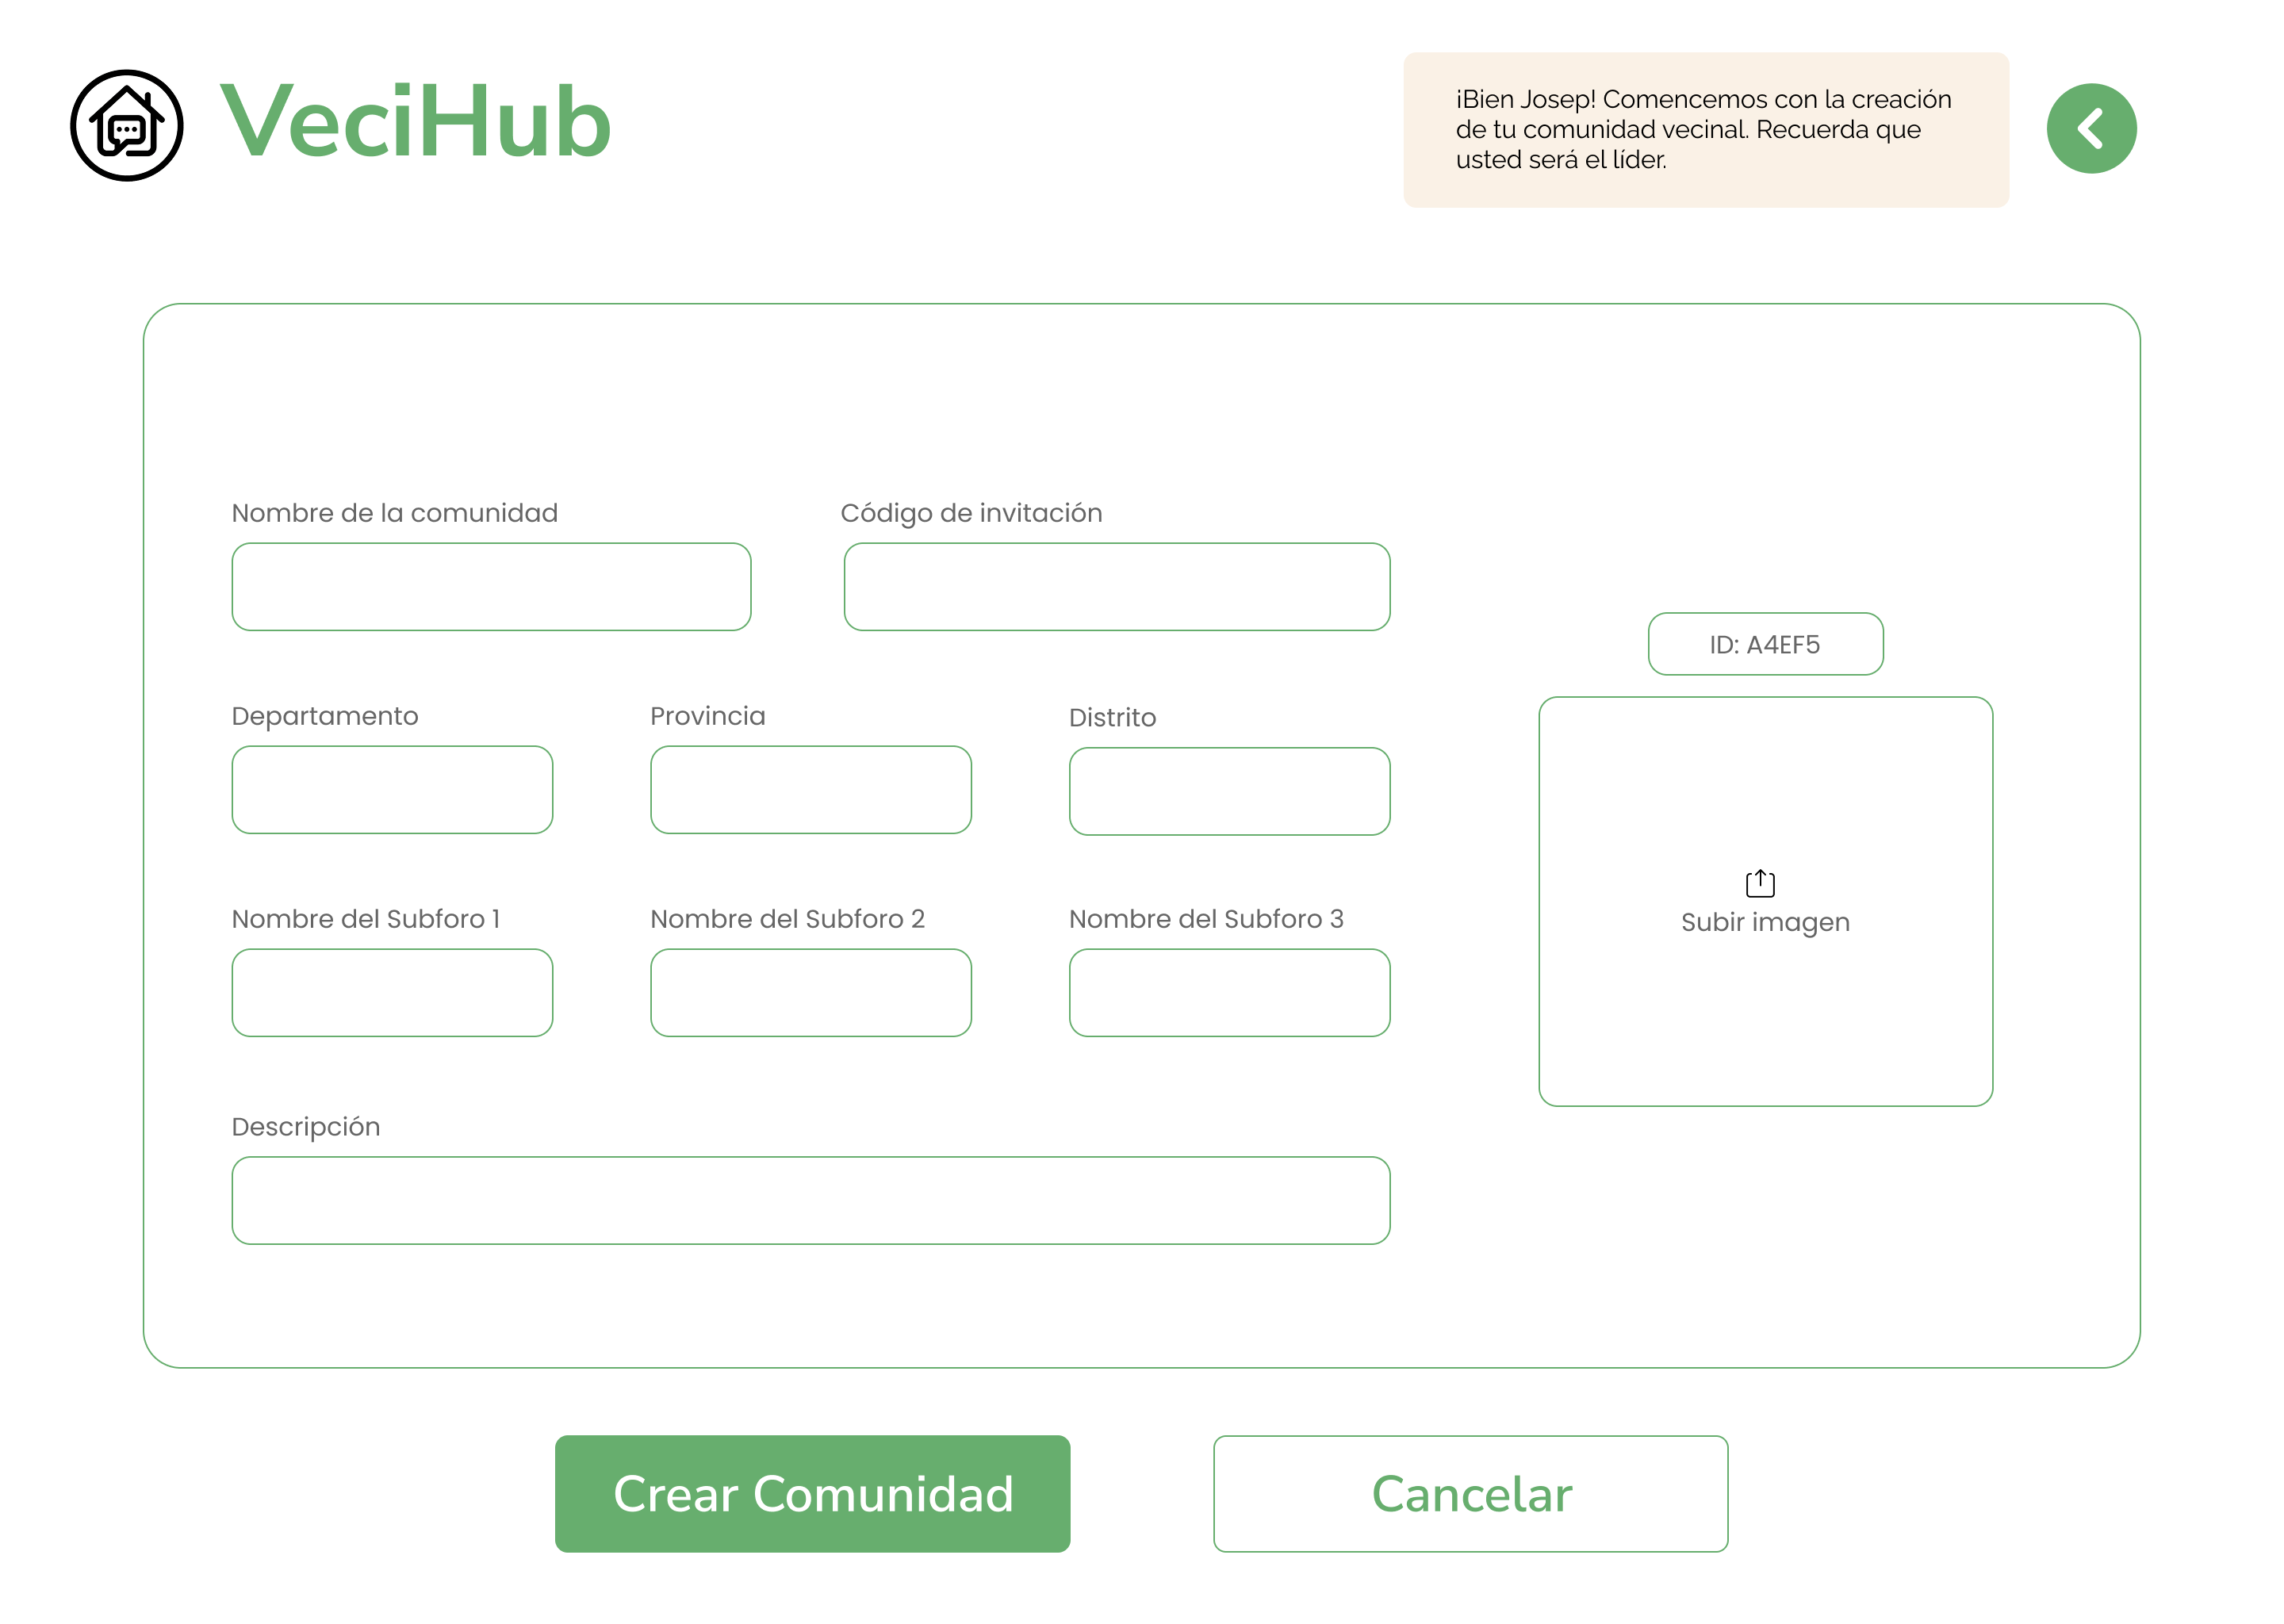 VeciHub
¡Bien Josep! Comencemos con la creación
de tu comunidad vecinal. Recuerda que
usted será el líder.
Nombre de la comunidad
Código de invitación
ID: A4EF5
Departamento
Provincia
Distrito
Nombre del Subforo 1
Nombre del Subforo 2
Nombre del Subforo 3
Subir imagen
Descripción
Crear Comunidad
Cancelar